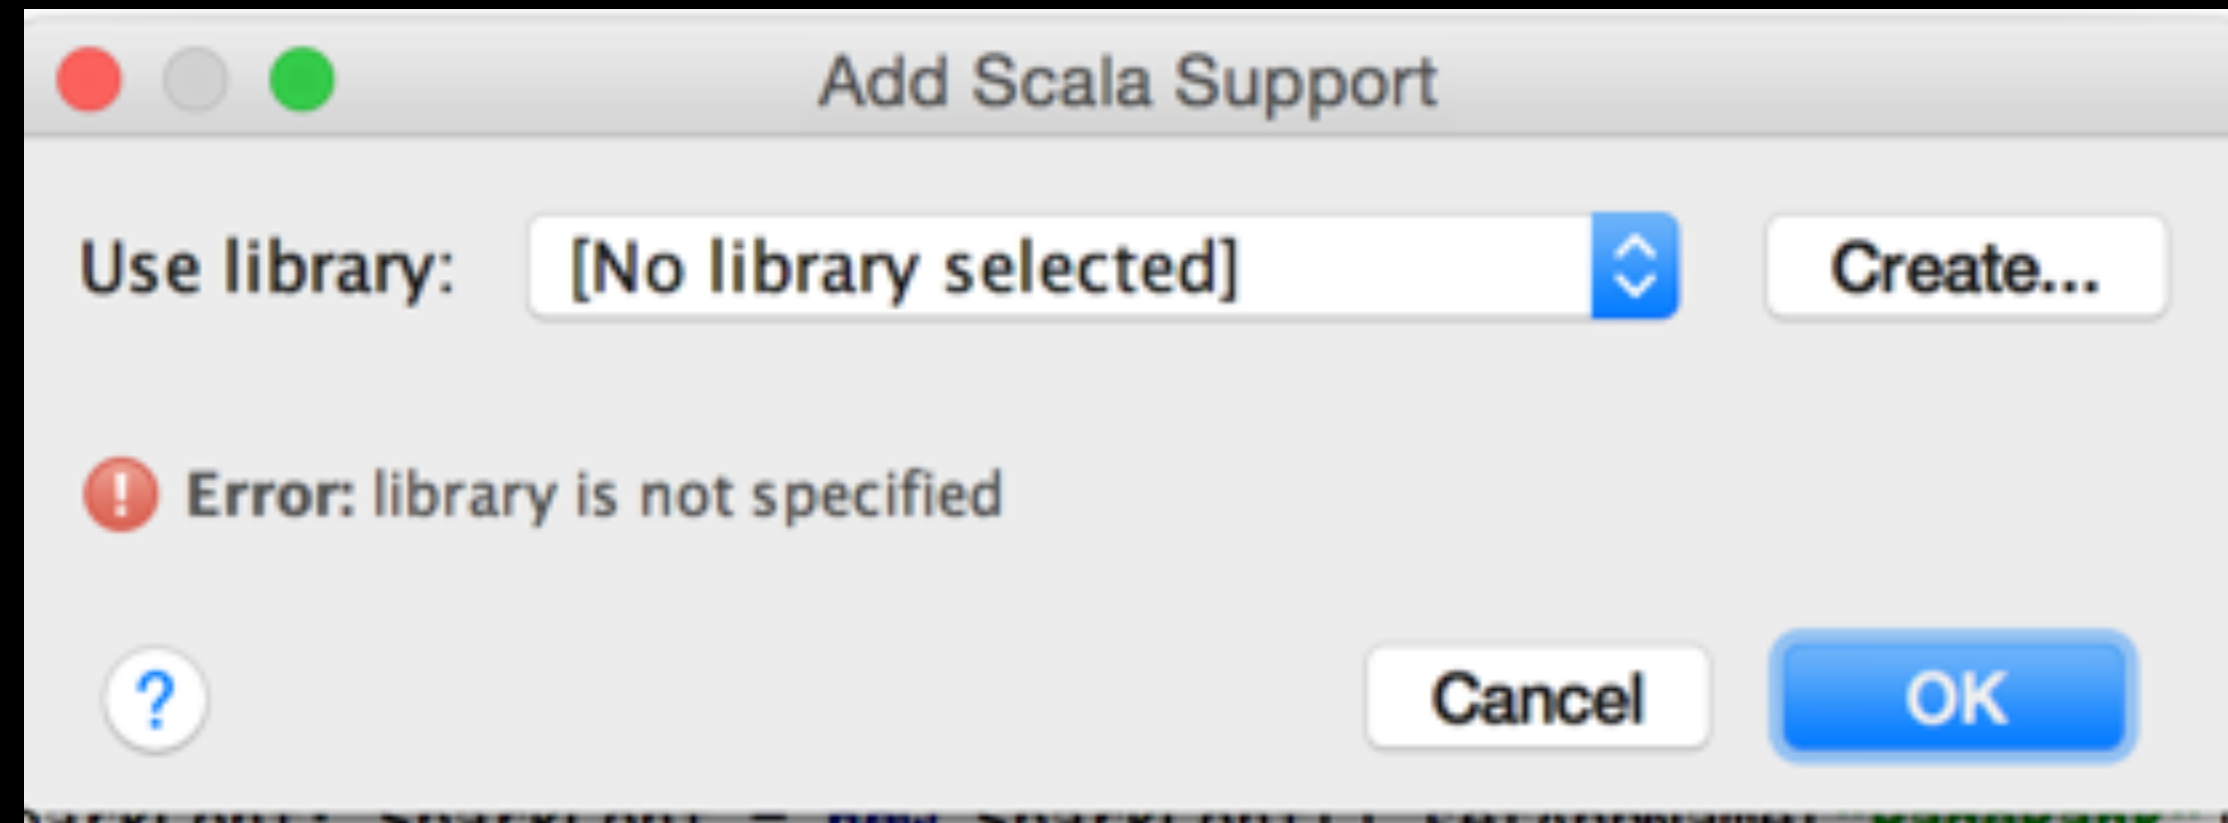 Add Scala Support
Use library: [No library selected] Create...
! Error: library is not specified
? Cancel OK